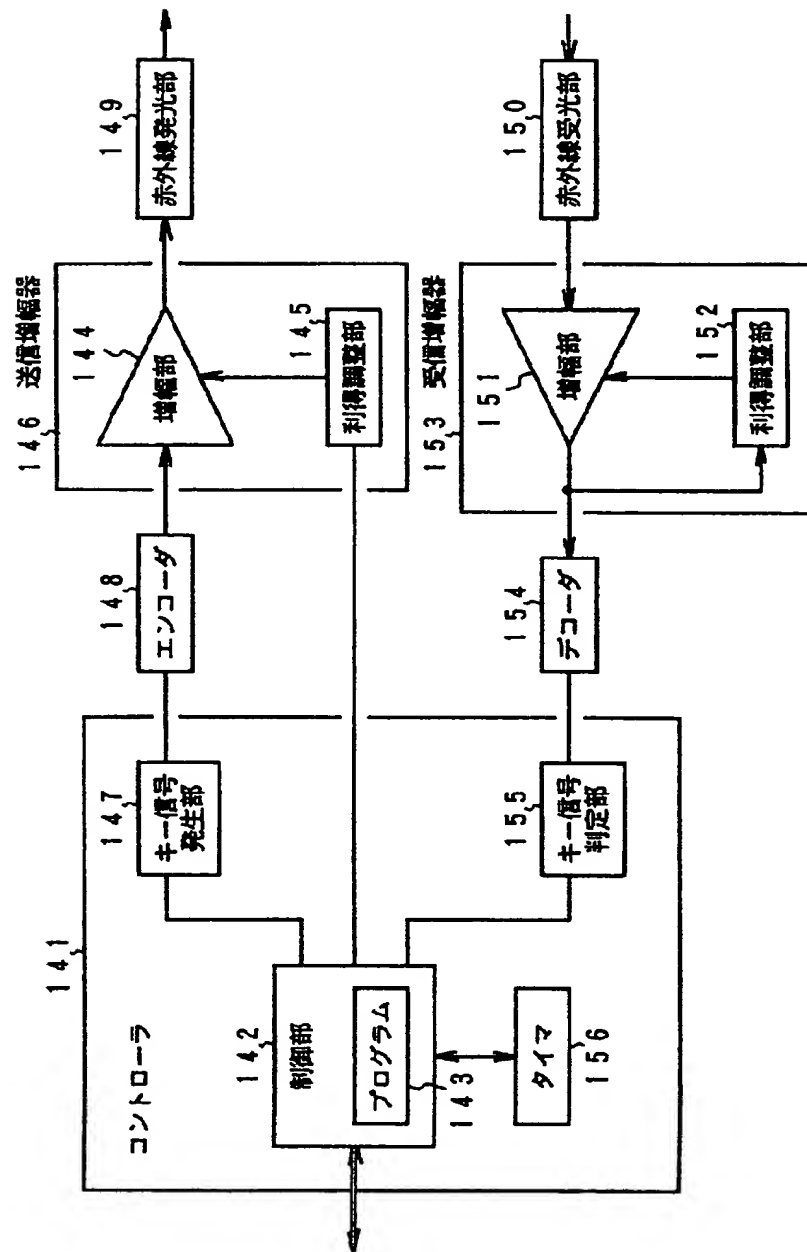 141
コントローラ
142
制御部
プログラム
143
タイマ
156
147
キー信号
発生部
155
キー信号
判定部
148
エンコーダ
154
デコーダ
146 送信増幅器
144
増幅部
145
利得調整部
153 受信増幅器
151
増幅部
152
利得調整部
149
赤外線発光部
150
赤外線受光部